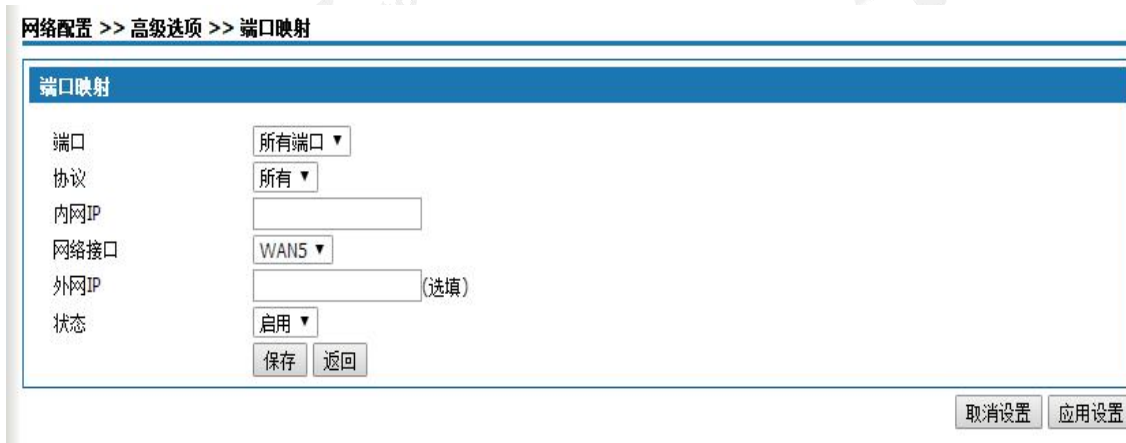 网络配置 >> 高级选项 >> 端口映射
端口映射
端口 所有端口
协议 所有
内网IP
网络接口 WAN5
外网IP (选填)
状态 启用
保存 返回
取消设置 应用设置